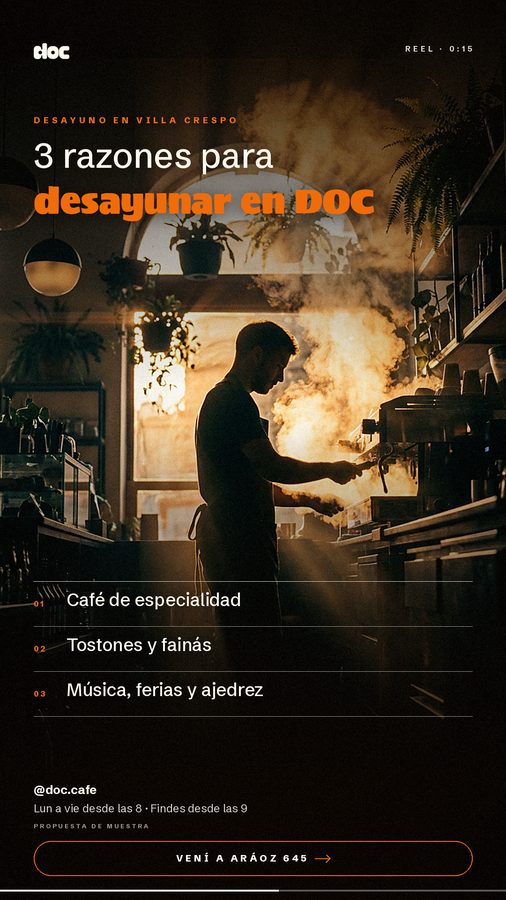 doc
REEL · 0:15
DESAYUNO EN VILLA CRESPO
3 razones para
desayunar en DOC
01 Café de especialidad
02 Tostones y fainás
03 Música, ferias y ajedrez
@doc.cafe
Lun a vie desde las 8 · Findes desde las 9
PROPUESTA DE MUESTRA
VENÍ A ARÁOZ 645 →